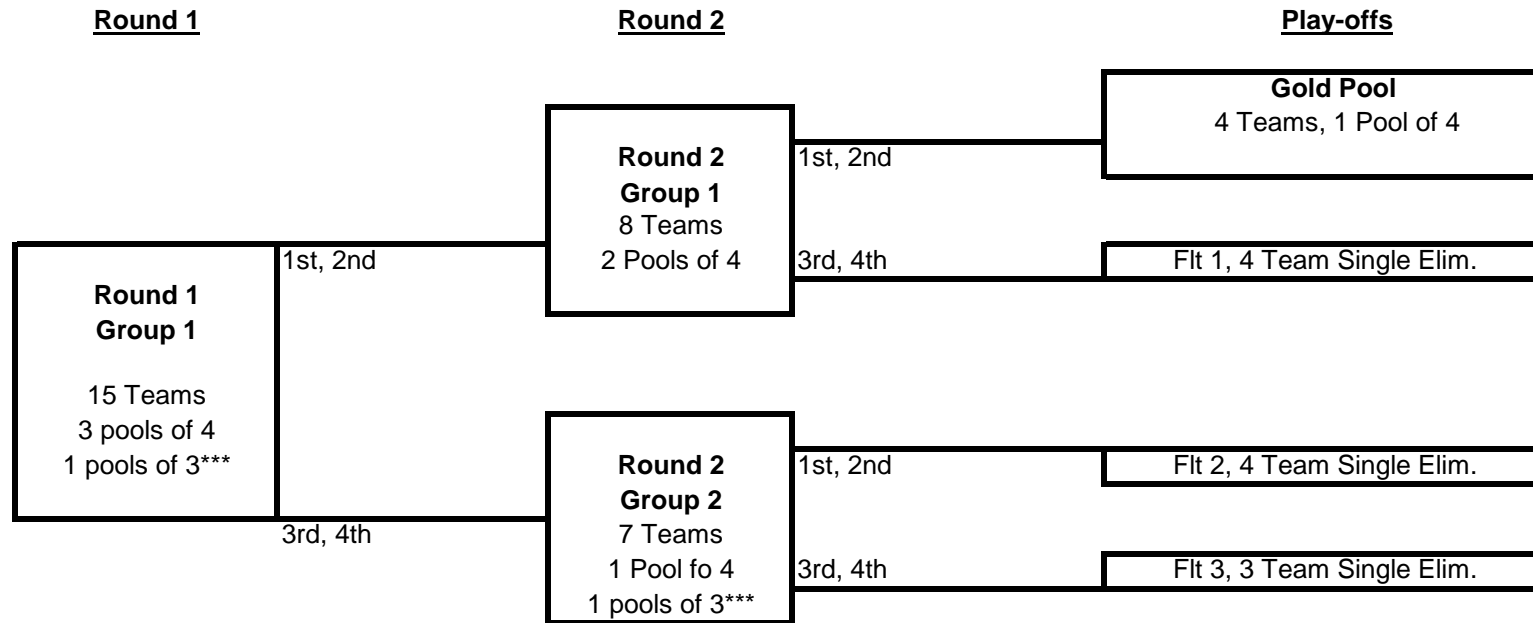 Round 1
Round 2
Play-offs
Gold Pool
4 Teams, 1 Pool of 4
Round 2
Group 1
8 Teams
2 Pools of 4
1st, 2nd
3rd, 4th
Flt 1, 4 Team Single Elim.
1st, 2nd
Round 1
Group 1
15 Teams
3 pools of 4
1 pools of 3***
3rd, 4th
Round 2
Group 2
7 Teams
1 Pool fo 4
1 pools of 3***
1st, 2nd
Flt 2, 4 Team Single Elim.
3rd, 4th
Flt 3, 3 Team Single Elim.